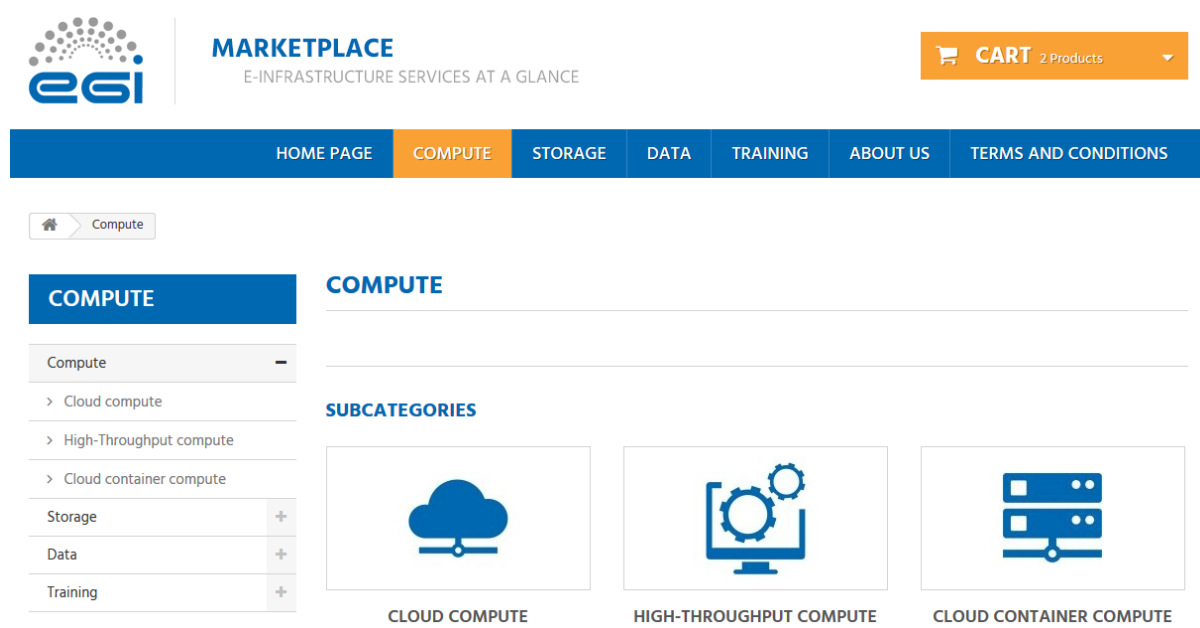 egi
MARKETPLACE
E-INFRASTRUCTURE SERVICES AT A GLANCE
CART 2 Products
HOME PAGE COMPUTE STORAGE DATA TRAINING ABOUT US TERMS AND CONDITIONS
Compute
COMPUTE
Compute
Cloud compute
High-Throughput compute
Cloud container compute
Storage
Data
Training
COMPUTE
SUBCATEGORIES
CLOUD COMPUTE
HIGH-THROUGHPUT COMPUTE
CLOUD CONTAINER COMPUTE